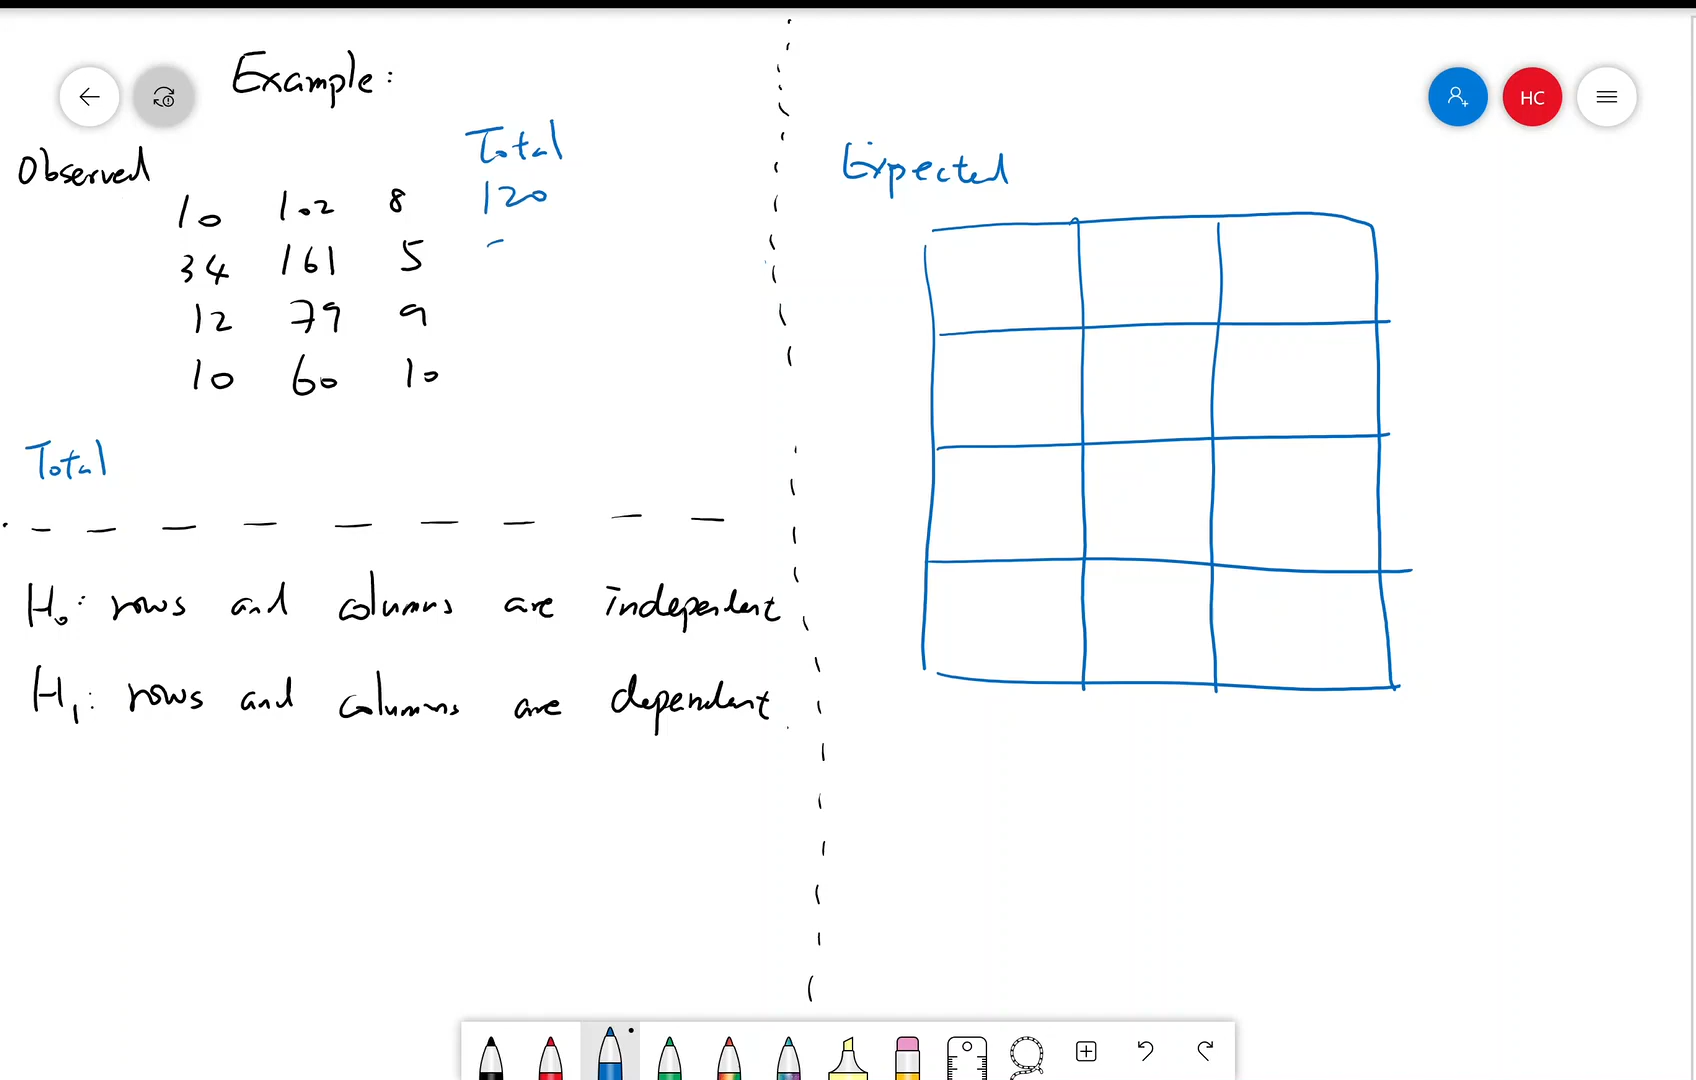 Example:
HC
Total
Observed
Expected
10 102 8 120
34 161 5
12 79 9
10 60 10
Total
H₀: rows and columns are independent
H₁: rows and columns are dependent